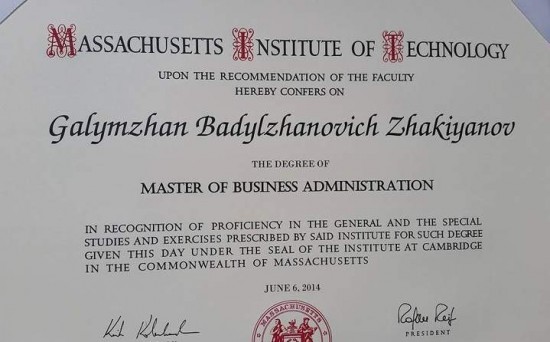 MASSACHUSETTS INSTITUTE OF TECHNOLOGY
UPON THE RECOMMENDATION OF THE FACULTY
HEREBY CONFERS ON
Galymzhan Badylzhanovich Zhakiyanov
THE DEGREE OF
MASTER OF BUSINESS ADMINISTRATION
IN RECOGNITION OF PROFICIENCY IN THE GENERAL AND THE SPECIAL
STUDIES AND EXERCISES PRESCRIBED BY SAID INSTITUTE FOR SUCH DEGREE
GIVEN THIS DAY UNDER THE SEAL OF THE INSTITUTE AT CAMBRIDGE
IN THE COMMONWEALTH OF MASSACHUSETTS
JUNE 6, 2014
MASSACHUSETTS
PRESIDENT